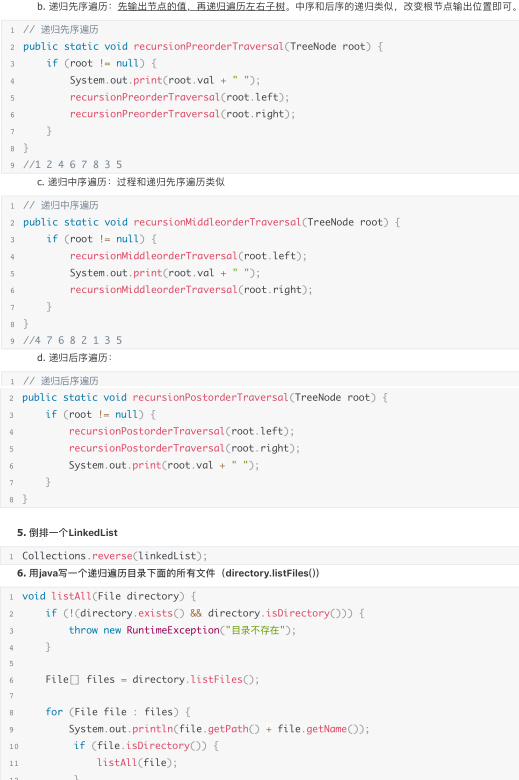 b. 递归先序遍历：先输出节点的值，再递归遍历左右子树。中序和后序的递归类似，改变根节点输出位置即可。
1 // 递归先序遍历
2 public static void recursionPreorderTraversal(TreeNode root) {
3 if (root != null) {
4 System.out.print(root.val + " ");
5 recursionPreorderTraversal(root.left);
6 recursionPreorderTraversal(root.right);
7 }
8 }
9 //1 2 4 6 7 8 3 5
c. 递归中序遍历：过程和递归先序遍历类似
1 // 递归中序遍历
2 public static void recursionMiddleorderTraversal(TreeNode root) {
3 if (root != null) {
4 recursionMiddleorderTraversal(root.left);
5 System.out.print(root.val + " ");
6 recursionMiddleorderTraversal(root.right);
7 }
8 }
9 //4 7 6 8 2 1 3 5
d. 递归后序遍历：
1 // 递归后序遍历
2 public static void recursionPostorderTraversal(TreeNode root) {
3 if (root != null) {
4 recursionPostorderTraversal(root.left);
5 recursionPostorderTraversal(root.right);
6 System.out.print(root.val + " ");
7 }
8 }
5. 倒排一个LinkedList
1 Collections.reverse(linkedList);
6. 用java写一个递归遍历目录下面的所有文件（directory.listFiles()）
1 void listAll(File directory) {
2 if (!(directory.exists() && directory.isDirectory())) {
3 throw new RuntimeException("目录不存在");
4 }
5
6 File[] files = directory.listFiles();
7
8 for (File file : files) {
9 System.out.println(file.getPath() + file.getName());
10 if (file.isDirectory()) {
11 listAll(file);
12 }